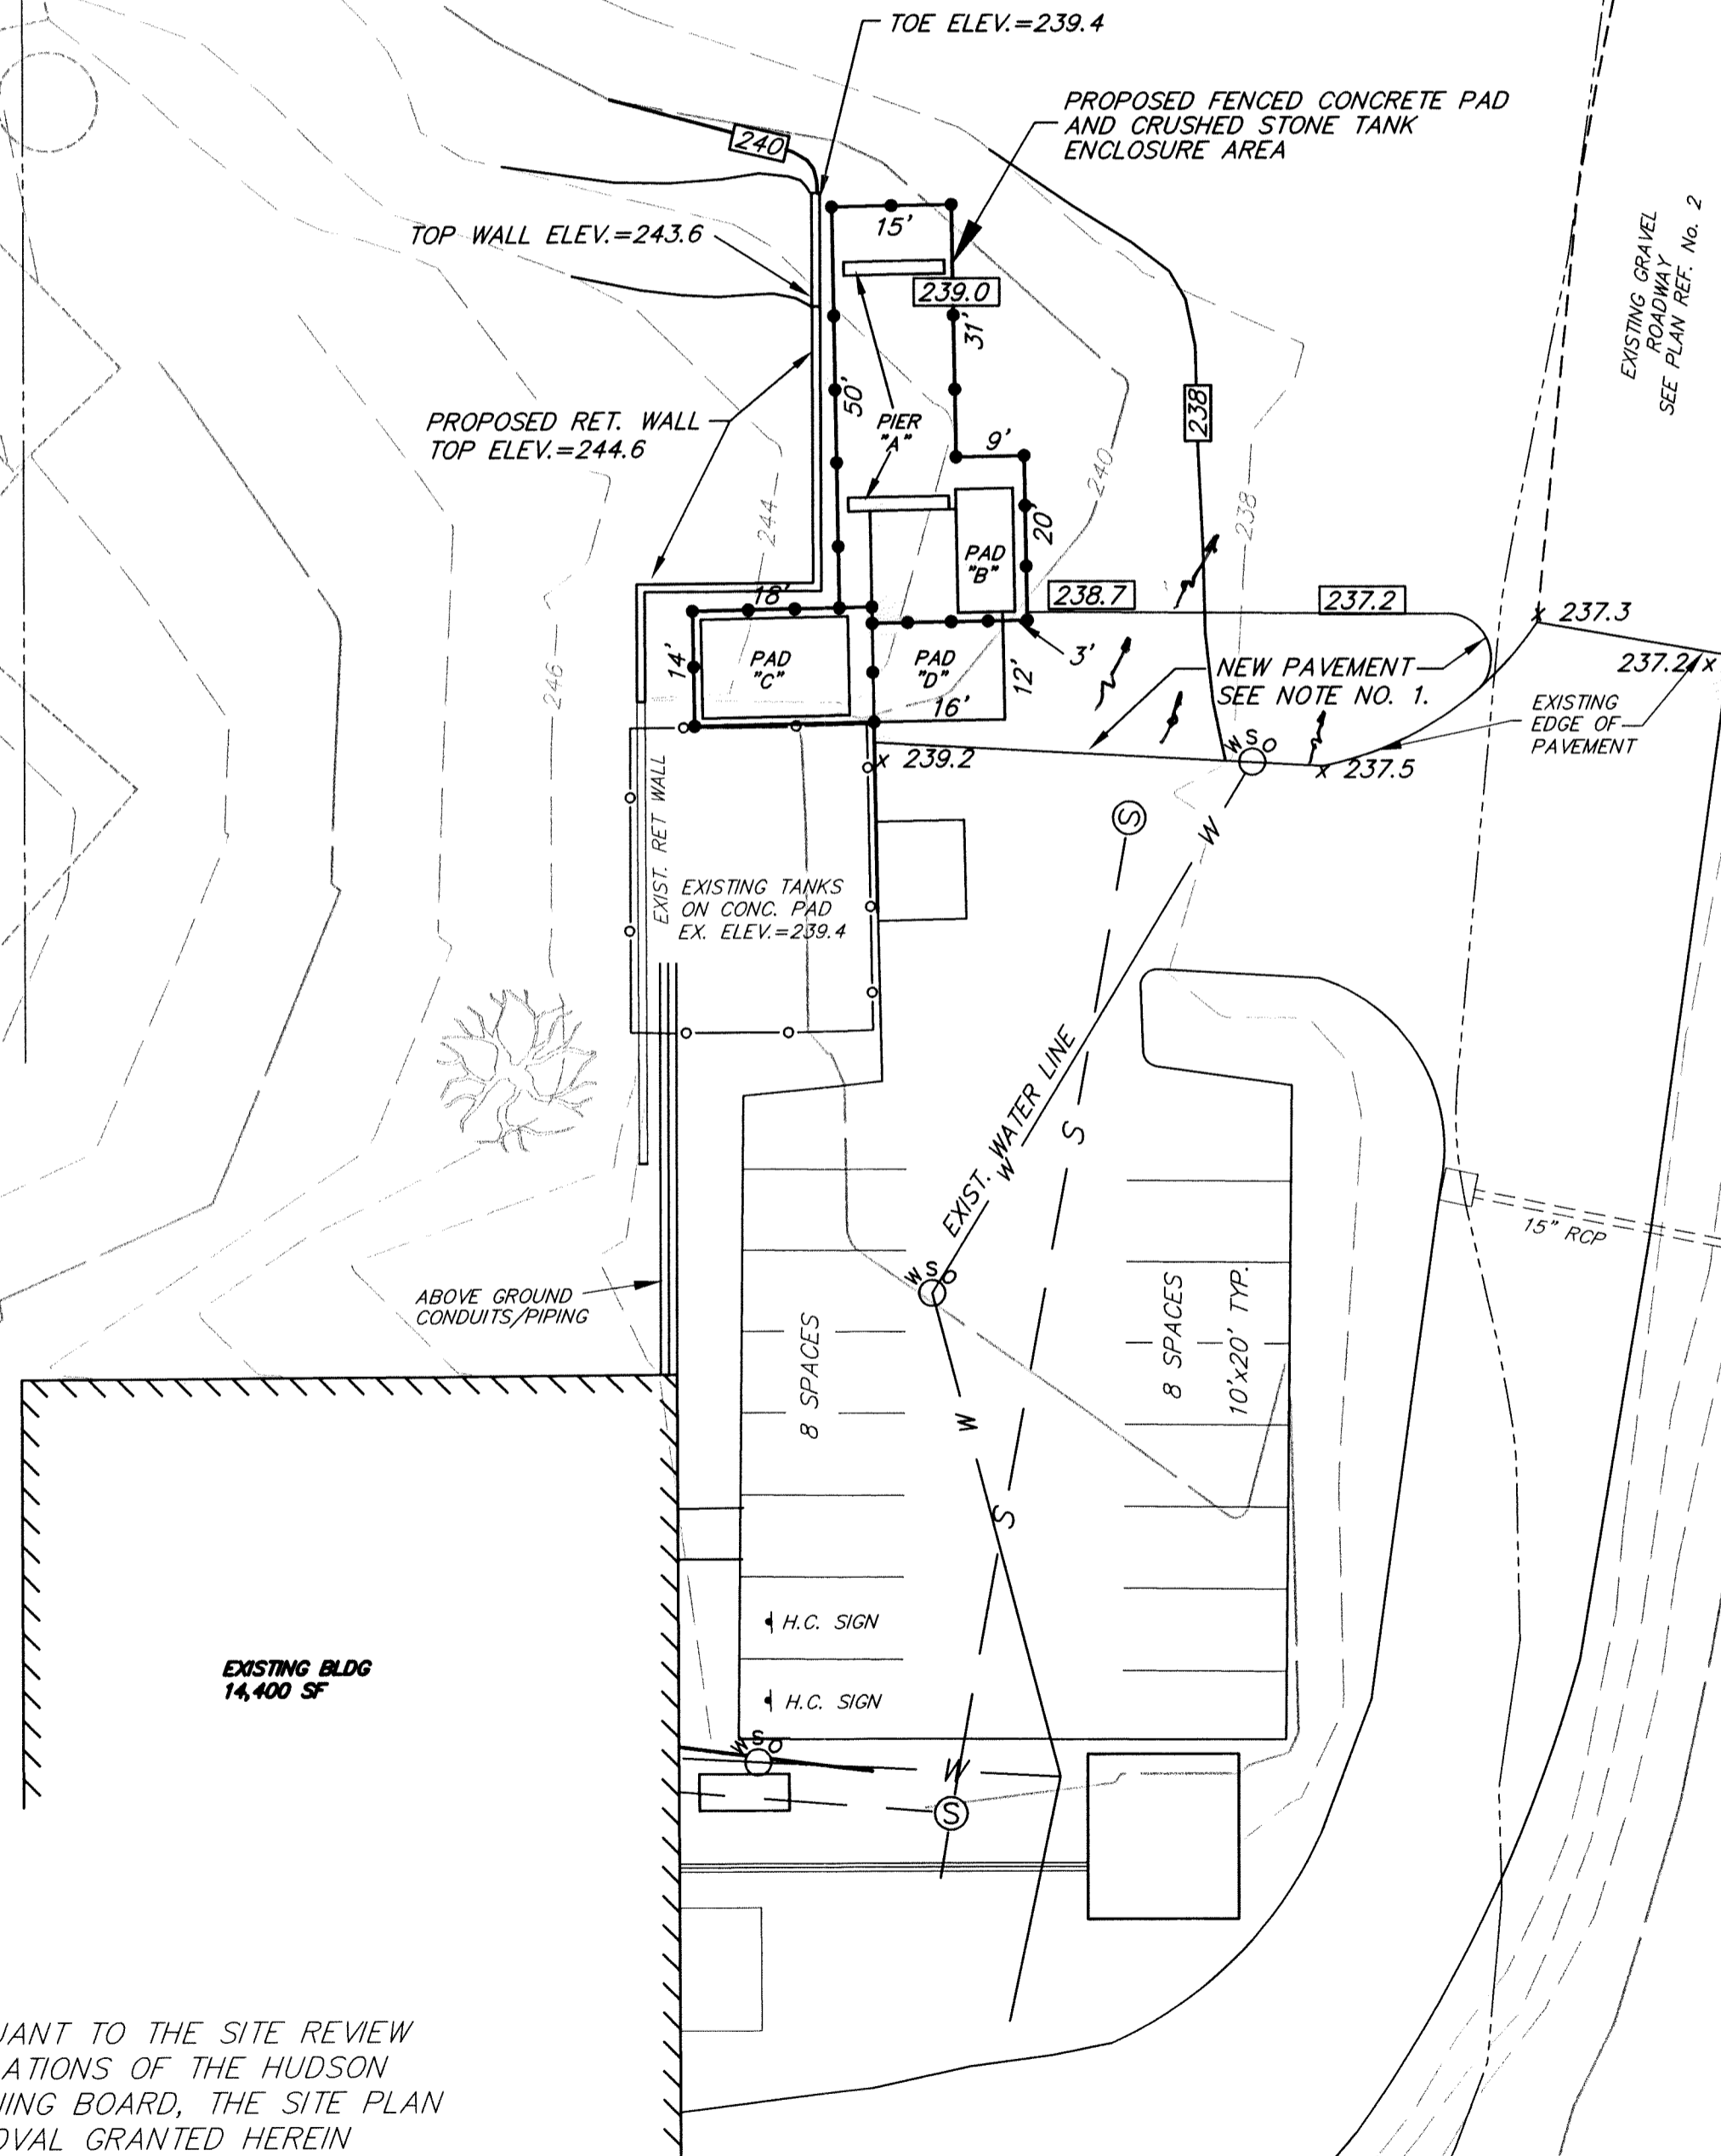 TOE ELEV.=239.4
PROPOSED FENCED CONCRETE PAD
AND CRUSHED STONE TANK
ENCLOSURE AREA
240
15'
TOP WALL ELEV.=243.6
239.0
31'
EXISTING GRAVEL
ROADWAY
SEE PLAN REF. No. 2
50'
PROPOSED RET. WALL
TOP ELEV.=244.6
PIER
"A"
9'
238
240
244
238
20'
PAD
"B"
18'
238.7
237.2
237.3
246
14'
PAD
"C"
PAD
"D"
12'
3'
16'
NEW PAVEMENT
SEE NOTE NO. 1.
237.2 x
EXISTING
EDGE OF
PAVEMENT
x 239.2
WSO
x 237.5
EXIST. RET WALL
S
W
EXISTING TANKS
ON CONC. PAD
EX. ELEV.=239.4
EXIST. WATER LINE
W
S
15" RCP
ABOVE GROUND
CONDUITS/PIPING
WSO
8 SPACES
8 SPACES
10'x20' TYP.
W
S
H.C. SIGN
H.C. SIGN
EXISTING BLDG
14,400 SF
WSO
W
S
UANT TO THE SITE REVIEW
ATIONS OF THE HUDSON
NING BOARD, THE SITE PLAN
OVAL GRANTED HEREIN